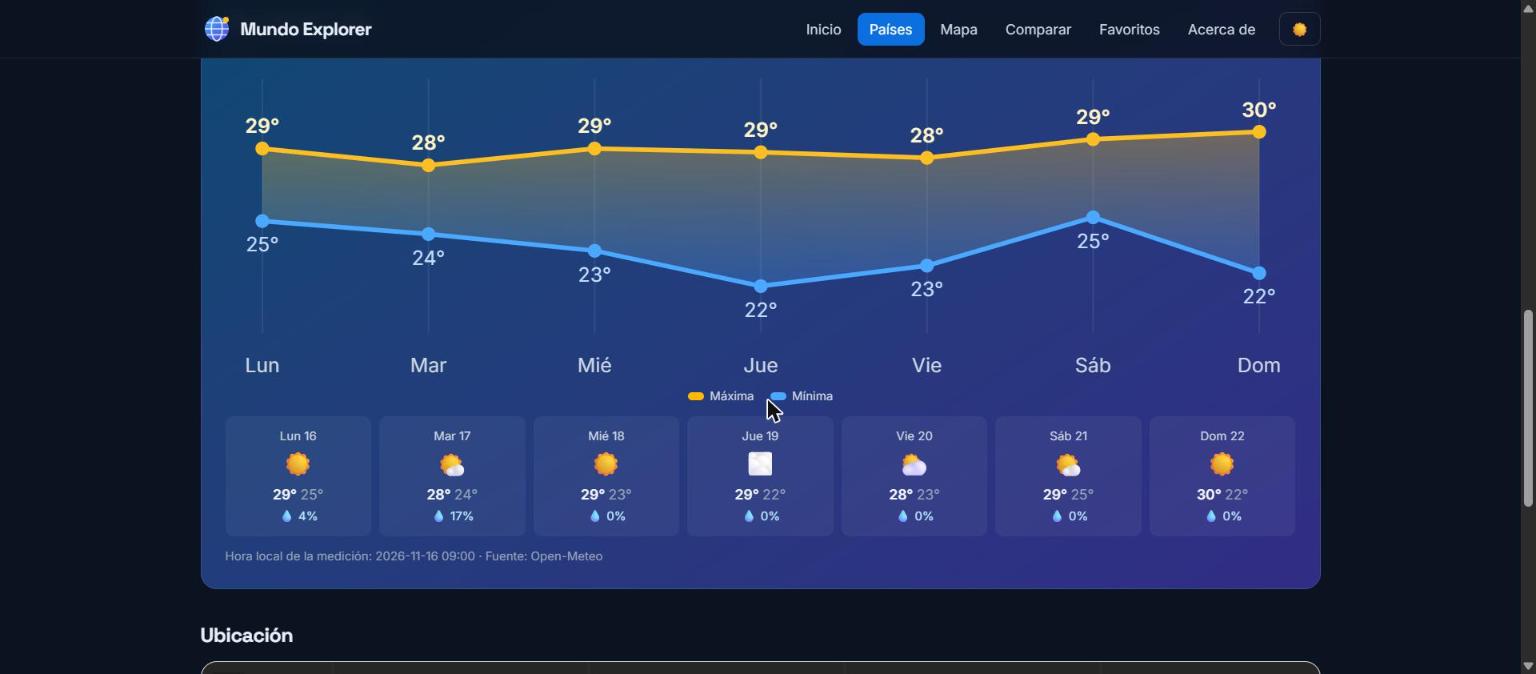 Mundo Explorer
Inicio Países Mapa Comparar Favoritos Acerca de
29° 28° 29° 29° 28° 29° 30°
25° 24° 23° 22° 23° 25° 22°
Lun Mar Mié Jue Vie Sáb Dom
Máxima Mínima
Lun 16 Mar 17 Mié 18 Jue 19 Vie 20 Sáb 21 Dom 22
29° 25° 28° 24° 29° 23° 29° 22° 28° 23° 29° 25° 30° 22°
4% 17% 0% 0% 0% 0% 0%
Hora local de la medición: 2026-11-16 09:00 · Fuente: Open-Meteo
Ubicación